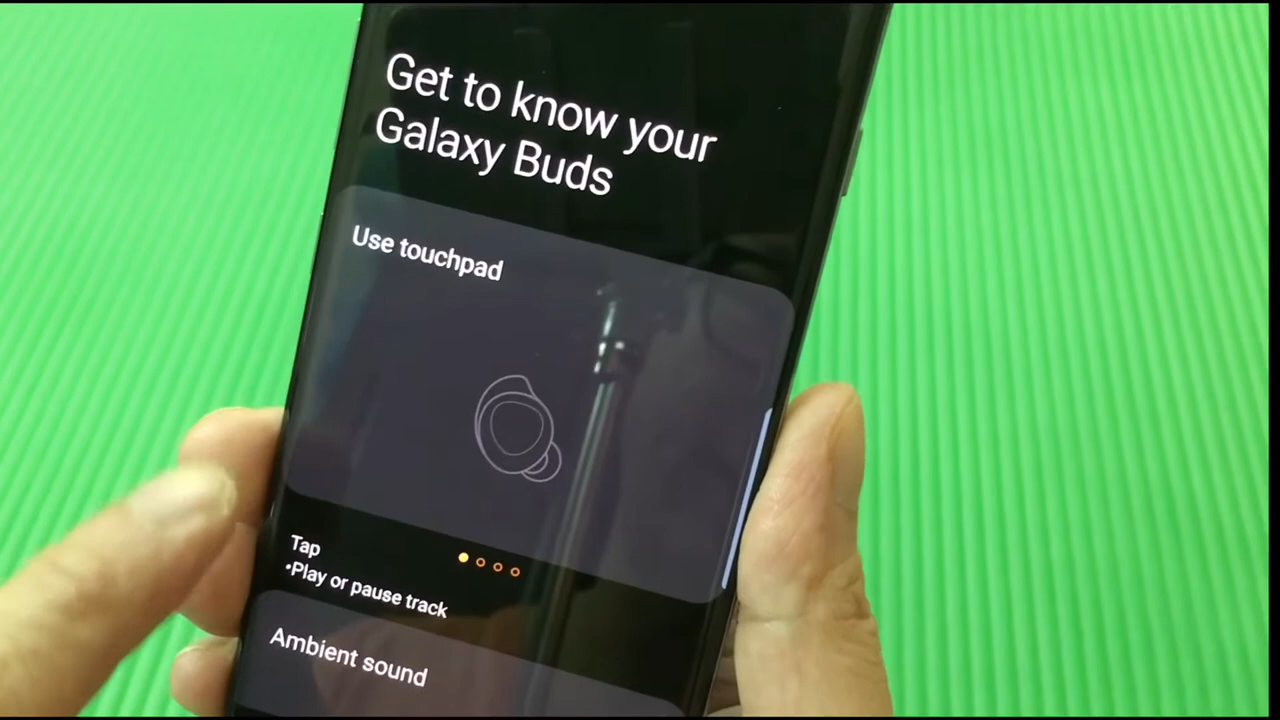 Get to know your
Galaxy Buds
Use touchpad
Tap
•Play or pause track
Ambient sound